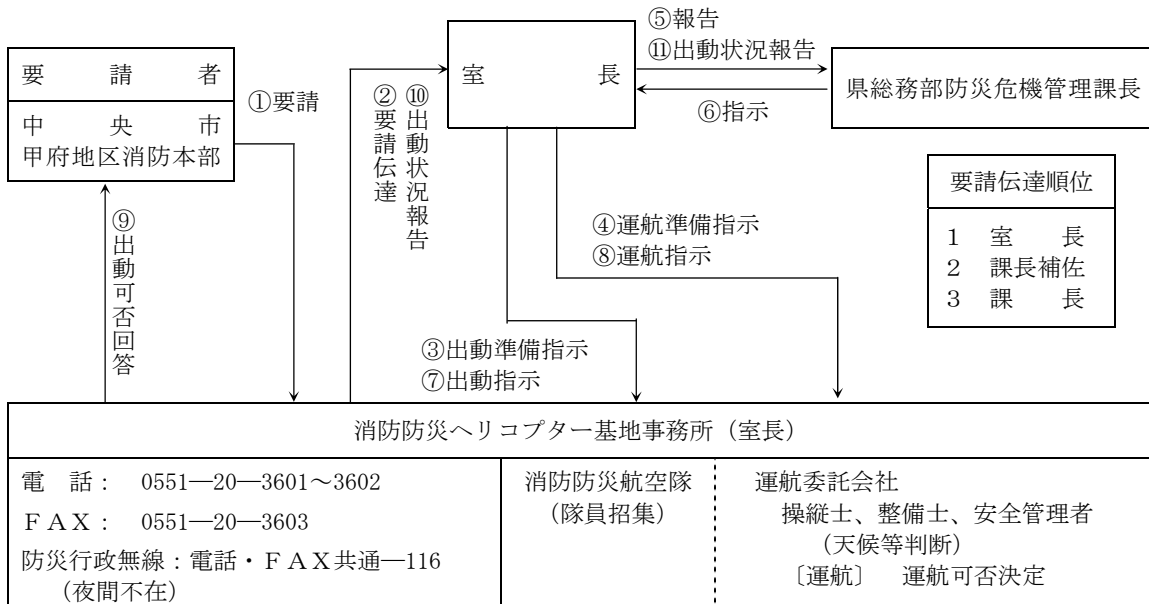 要請者
中央市
甲府地区消防本部
①要請
②要請伝達
⑩出動状況報告
室長
⑤報告
⑪出動状況報告
⑥指示
県総務部防災危機管理課長
要請伝達順位
1 室長
2 課長補佐
3 課長
④運航準備指示
⑧運航指示
③出動準備指示
⑦出動指示
⑨出動可否回答
消防防災ヘリコプター基地事務所（室長）
電話： 0551―20―3601～3602
ＦＡＸ： 0551―20―3603
防災行政無線：電話・ＦＡＸ共通―116
（夜間不在）
消防防災航空隊
（隊員招集）
運航委託会社
操縦士、整備士、安全管理者
（天候等判断）
〔運航〕 運航可否決定